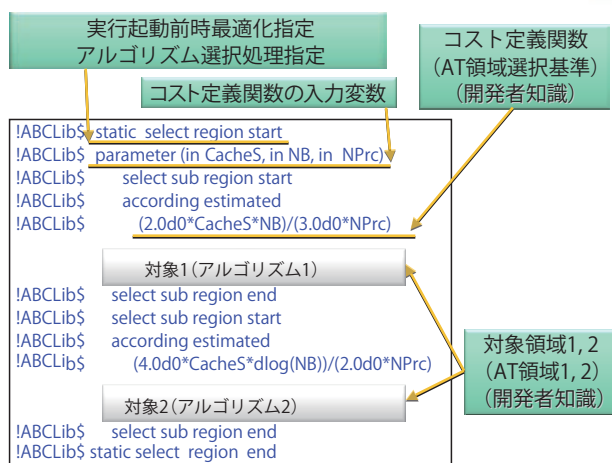 実行起動前時最適化指定
アルゴリズム選択処理指定
コスト定義関数の入力変数
コスト定義関数
(AT領域選択基準)
(開発者知識)
!ABCLib$ static select region start
!ABCLib$ parameter (in CacheS, in NB, in NPrc)
!ABCLib$ select sub region start
!ABCLib$ according estimated
!ABCLib$ (2.0d0*CacheS*NB)/(3.0d0*NPrc)
対象1(アルゴリズム1)
!ABCLib$ select sub region end
!ABCLib$ select sub region start
!ABCLib$ according estimated
!ABCLib$ (4.0d0*CacheS*dlog(NB))/(2.0d0*NPrc)
対象2(アルゴリズム2)
!ABCLib$ select sub region end
!ABCLib$ static select region end
対象領域1, 2
(AT領域1, 2)
(開発者知識)